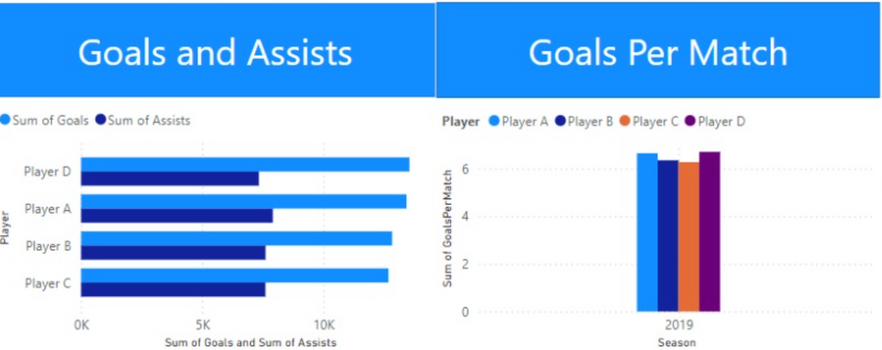 Goals and Assists
Sum of Goals Sum of Assists
Player
Player D
Player A
Player B
Player C
0K 5K 10K
Sum of Goals and Sum of Assists
Goals Per Match
Player Player A Player B Player C Player D
Sum of GoalsPerMatch
6
4
2
0
2019
Season